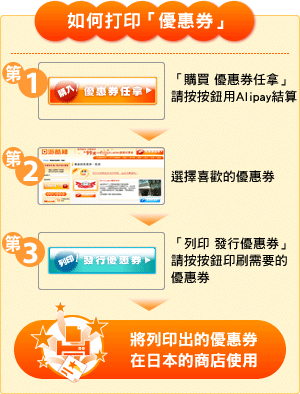 如何打印「優惠券」
第1
購入! 優惠券任拿
「購買 優惠券任拿」
請按按鈕用Alipay結算
第2
選擇喜歡的優惠券
第3
列印! 發行優惠券
「列印 發行優惠券」
請按按鈕印刷需要的
優惠券
將列印出的優惠券
在日本的商店使用